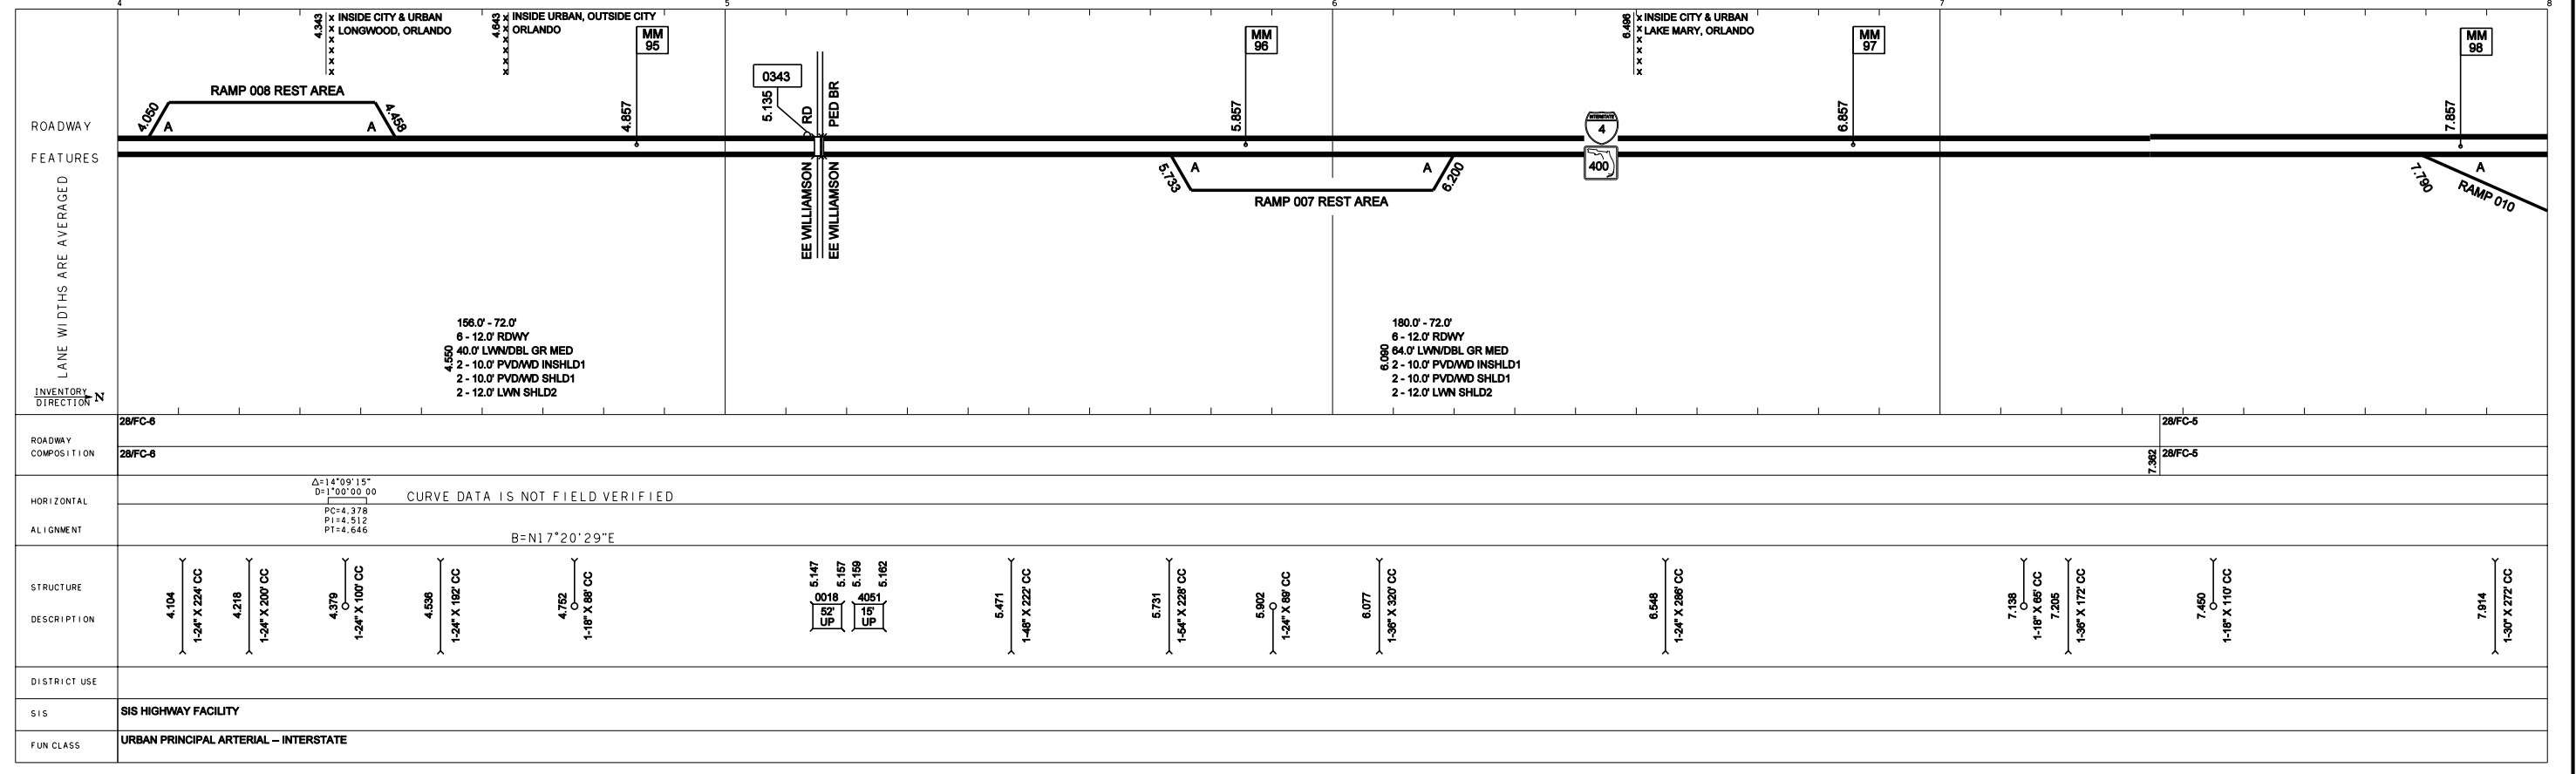 4
5
6
7
8
4.343
INSIDE CITY & URBAN
LONGWOOD, ORLANDO
4.643
INSIDE URBAN, OUTSIDE CITY
ORLANDO
MM
95
0343
5.135
EE WILLIAMSON RD
EE WILLIAMSON PED BR
MM
96
6.496
INSIDE CITY & URBAN
LAKE MARY, ORLANDO
MM
97
MM
98
ROADWAY
FEATURES
4.050
RAMP 008 REST AREA
A
A
4.458
4.857
5.857
5.733
A
RAMP 007 REST AREA
A
6.200
INTERSTATE
4
400
6.857
7.857
7.790
A
RAMP 010
LANE WIDTHS ARE AVERAGED
4.550
156.0' - 72.0'
6 - 12.0' RDWY
40.0' LWN/DBL GR MED
2 - 10.0' PVD/WD INSHLD1
2 - 10.0' PVD/WD SHLD1
2 - 12.0' LWN SHLD2
6.090
180.0' - 72.0'
6 - 12.0' RDWY
64.0' LWN/DBL GR MED
2 - 10.0' PVD/WD INSHLD1
2 - 10.0' PVD/WD SHLD1
2 - 12.0' LWN SHLD2
INVENTORY
DIRECTION N
ROADWAY
COMPOSITION
28/FC-6
28/FC-6
7.362
28/FC-5
28/FC-5
HORIZONTAL
ALIGNMENT
Δ=14°09'15"
D=1°00'00.00
PC=4.378
PI=4.512
PT=4.646
CURVE DATA IS NOT FIELD VERIFIED
B=N17°20'29"E
STRUCTURE
DESCRIPTION
4.104
1-24" X 224' CC
4.218
1-24" X 200' CC
4.379
1-24" X 100' CC
4.536
1-24" X 192' CC
4.752
1-18" X 88' CC
5.147
5.157
0018
52'
UP
5.159
5.162
4051
15'
UP
5.471
1-48" X 222' CC
5.731
1-54" X 228' CC
5.902
1-24" X 89' CC
6.077
1-36" X 320' CC
6.548
1-24" X 286' CC
7.138
1-18" X 65' CC
7.205
1-36" X 172' CC
7.450
1-18" X 110' CC
7.914
1-30" X 272' CC
DISTRICT USE
SIS
SIS HIGHWAY FACILITY
FUN CLASS
URBAN PRINCIPAL ARTERIAL – INTERSTATE